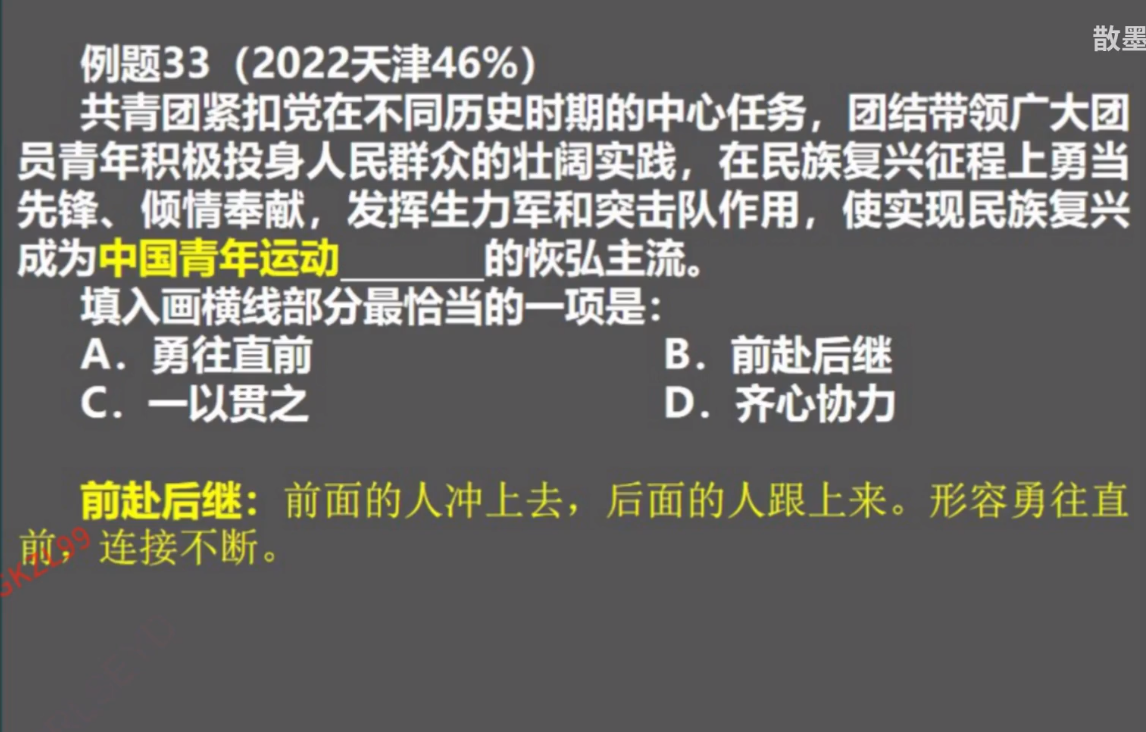 散墨
例题33（2022天津46%）
共青团紧扣党在不同历史时期的中心任务，团结带领广大团
员青年积极投身人民群众的壮阔实践，在民族复兴征程上勇当
先锋、倾情奉献，发挥生力军和突击队作用，使实现民族复兴
成为中国青年运动_______的恢弘主流。
填入画横线部分最恰当的一项是：
A．勇往直前 B．前赴后继
C．一以贯之 D．齐心协力
前赴后继：前面的人冲上去，后面的人跟上来。形容勇往直
前，连接不断。
GKZL99